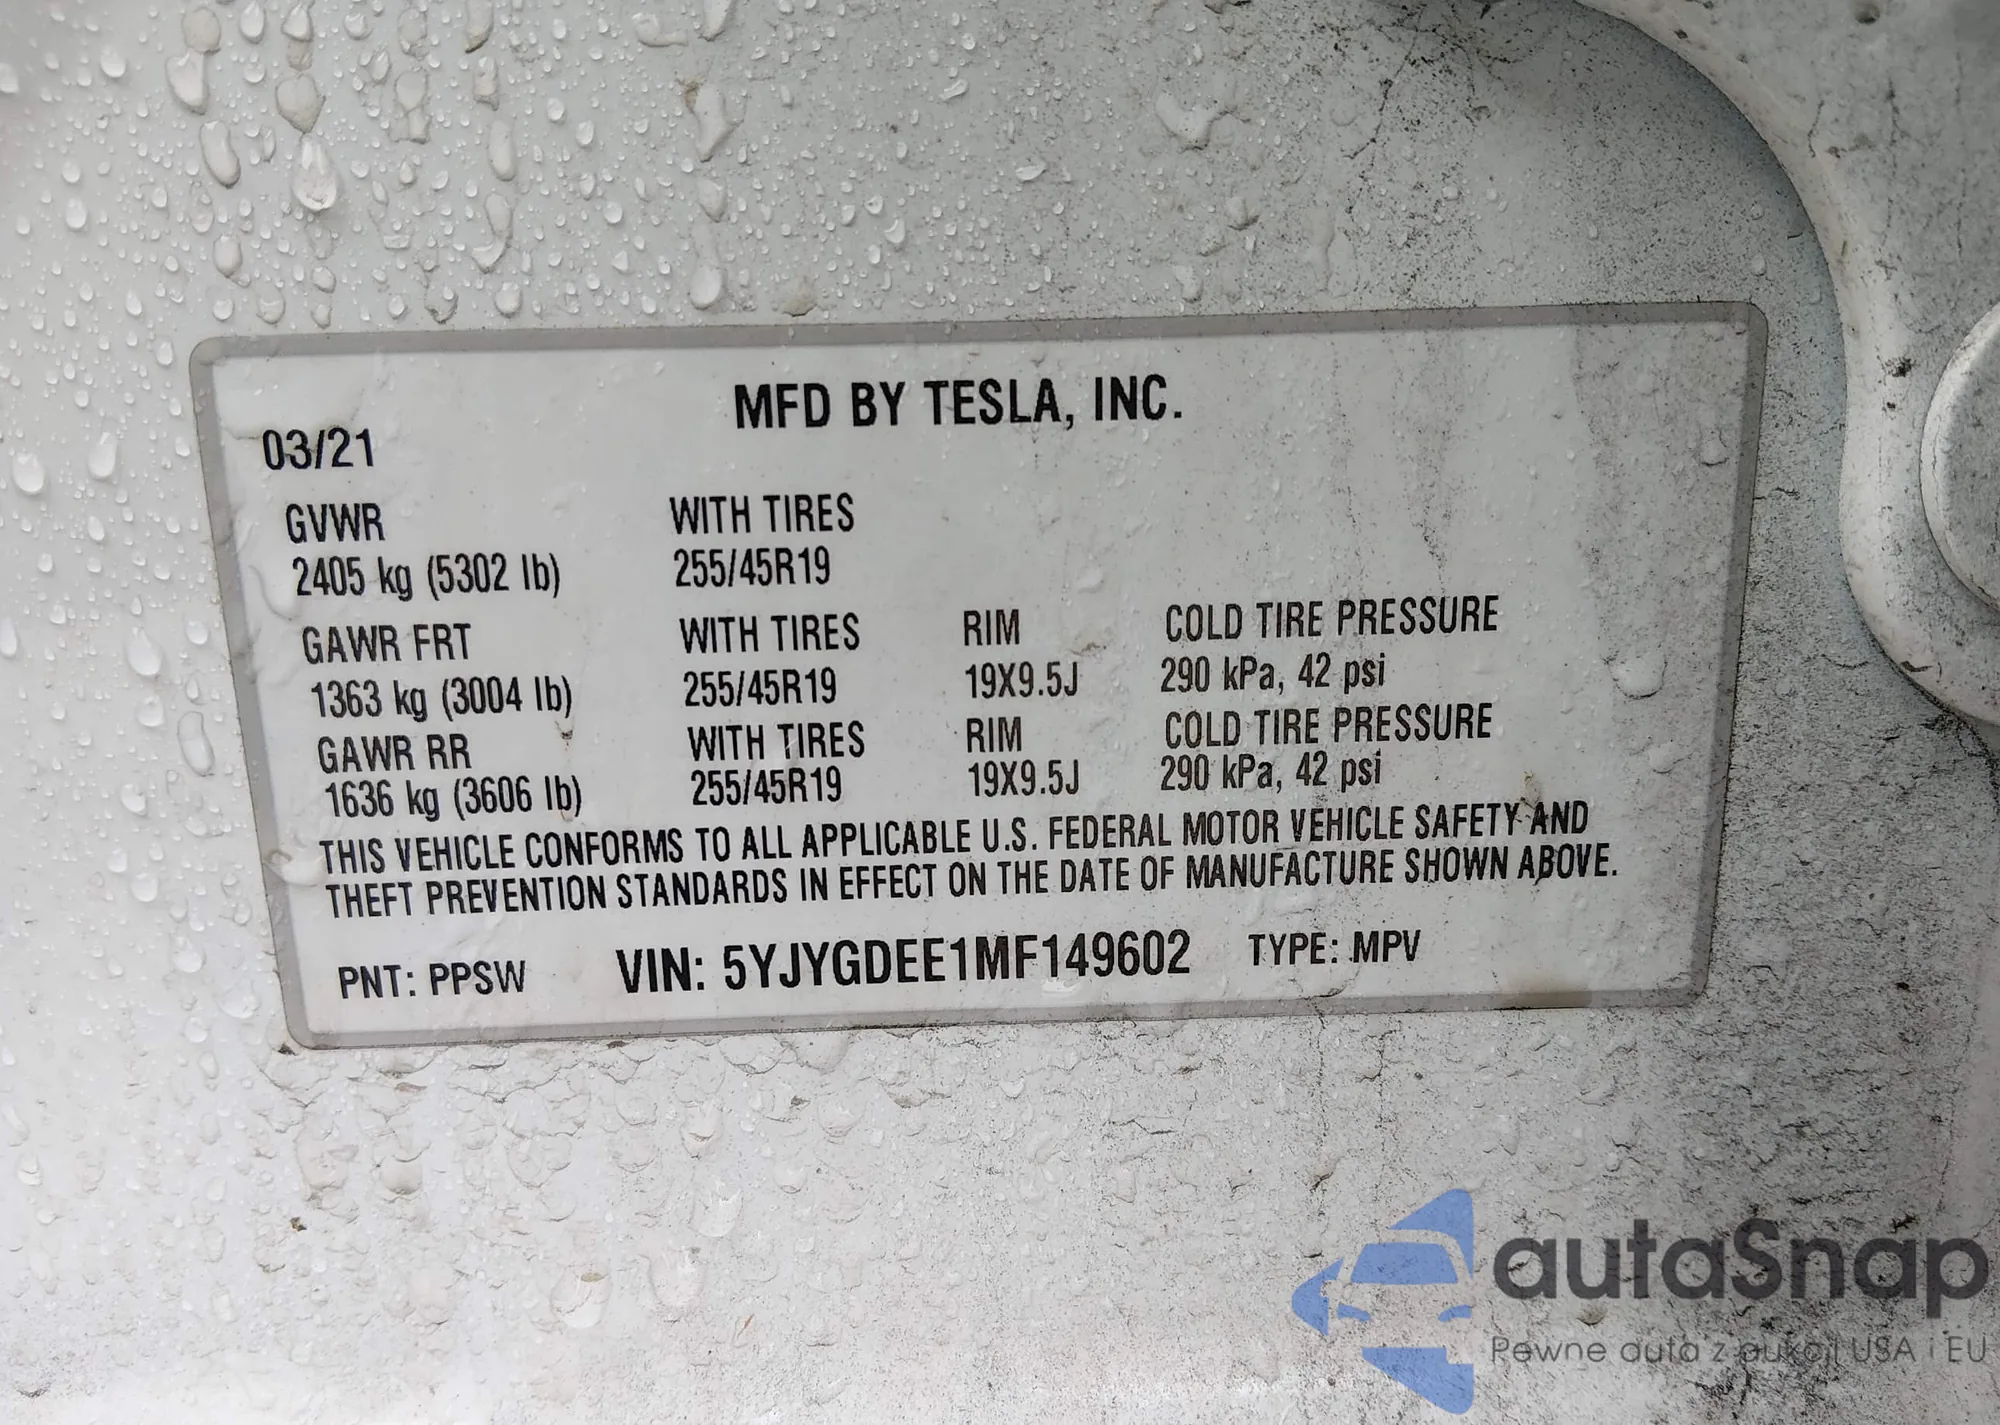 MFD BY TESLA, INC.
03/21
GVWR WITH TIRES
2405 kg (5302 lb) 255/45R19
GAWR FRT WITH TIRES RIM COLD TIRE PRESSURE
1363 kg (3004 lb) 255/45R19 19X9.5J 290 kPa, 42 psi
GAWR RR WITH TIRES RIM COLD TIRE PRESSURE
1636 kg (3606 lb) 255/45R19 19X9.5J 290 kPa, 42 psi
THIS VEHICLE CONFORMS TO ALL APPLICABLE U.S. FEDERAL MOTOR VEHICLE SAFETY AND
THEFT PREVENTION STANDARDS IN EFFECT ON THE DATE OF MANUFACTURE SHOWN ABOVE.
PNT: PPSW VIN: 5YJYGDEE1MF149602 TYPE: MPV
autaSnap
Pewne auta z aukcji USA i EU